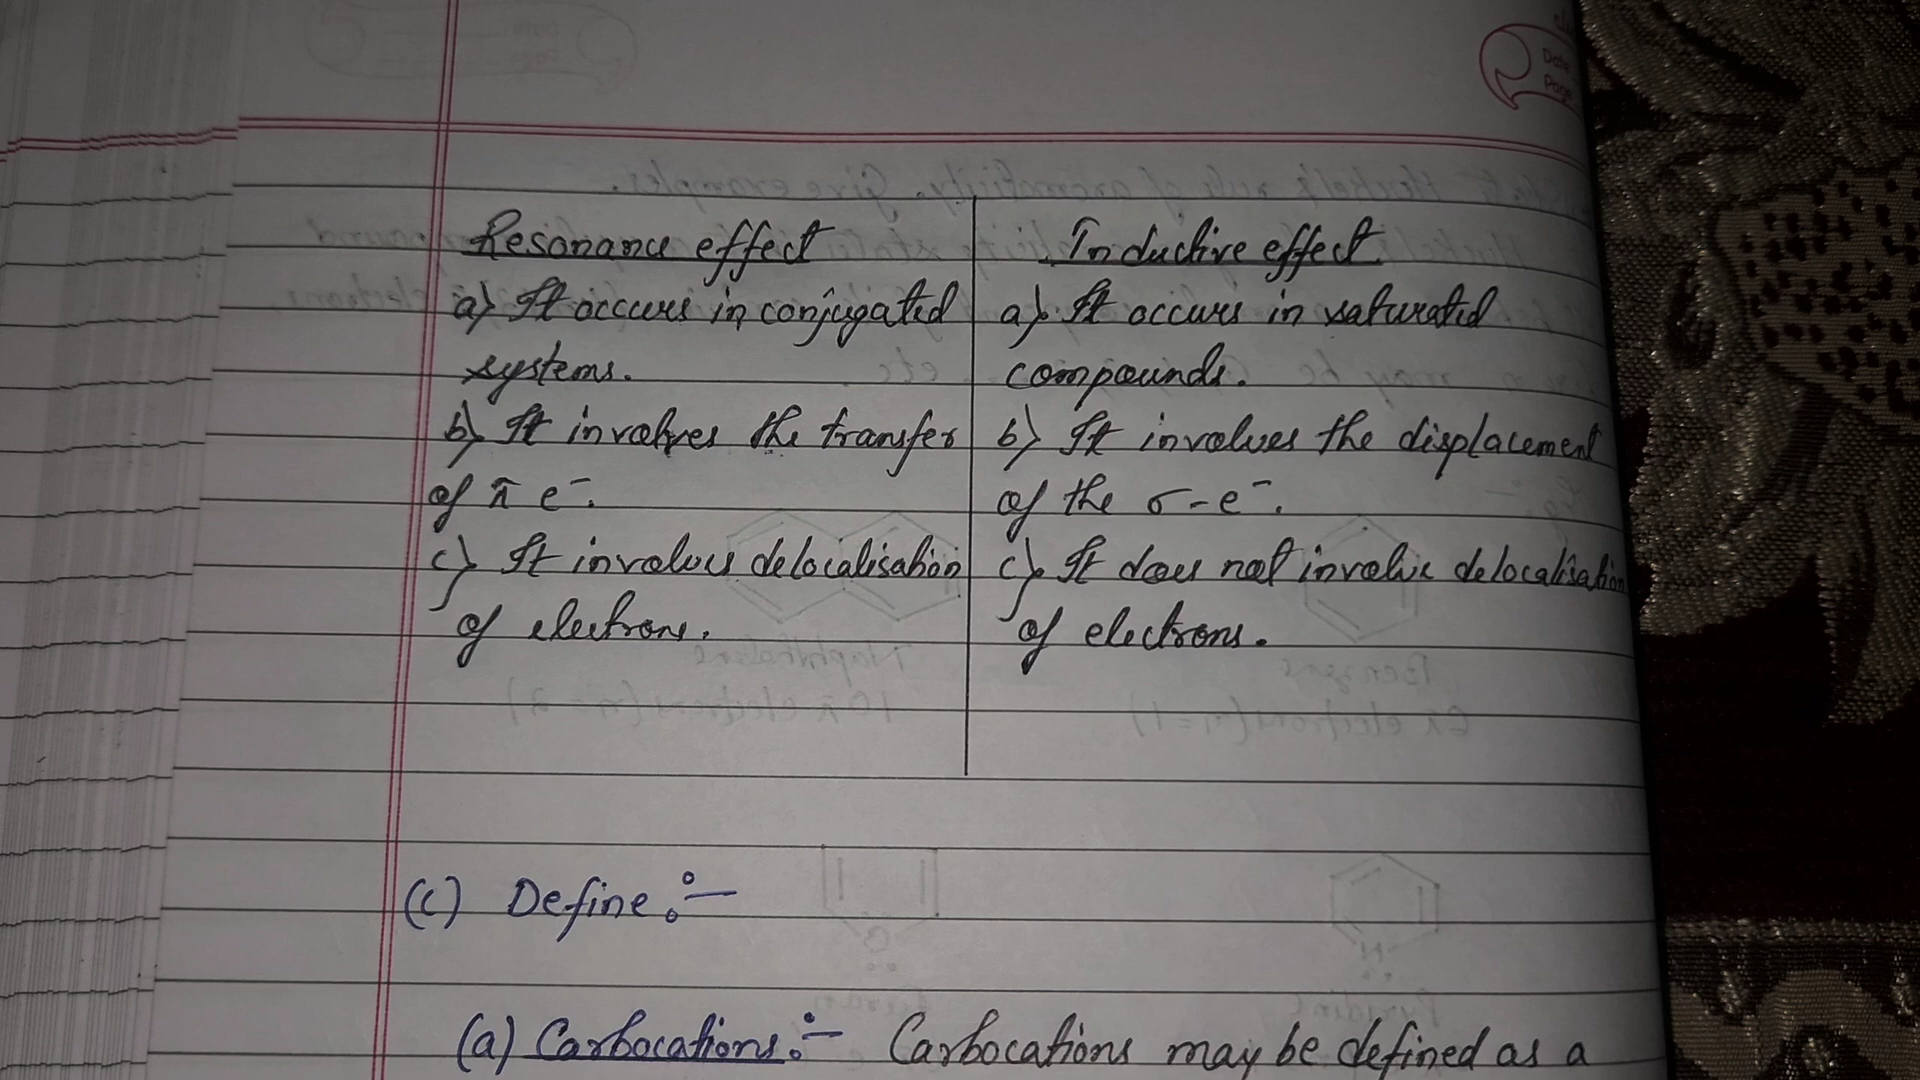 Date
Page
Resonance effect
a) It occurs in conjugated
systems.
b) It involves the transfer
of π e⁻.
c) It involves delocalisation
of electrons.
Inductive effect
a) It occurs in saturated
compounds.
b) It involves the displacement
of the σ-e⁻.
c) It does not involve delocalisation
of electrons.
(c) Define :-
(a) Carbocations :- Carbocations may be defined as a